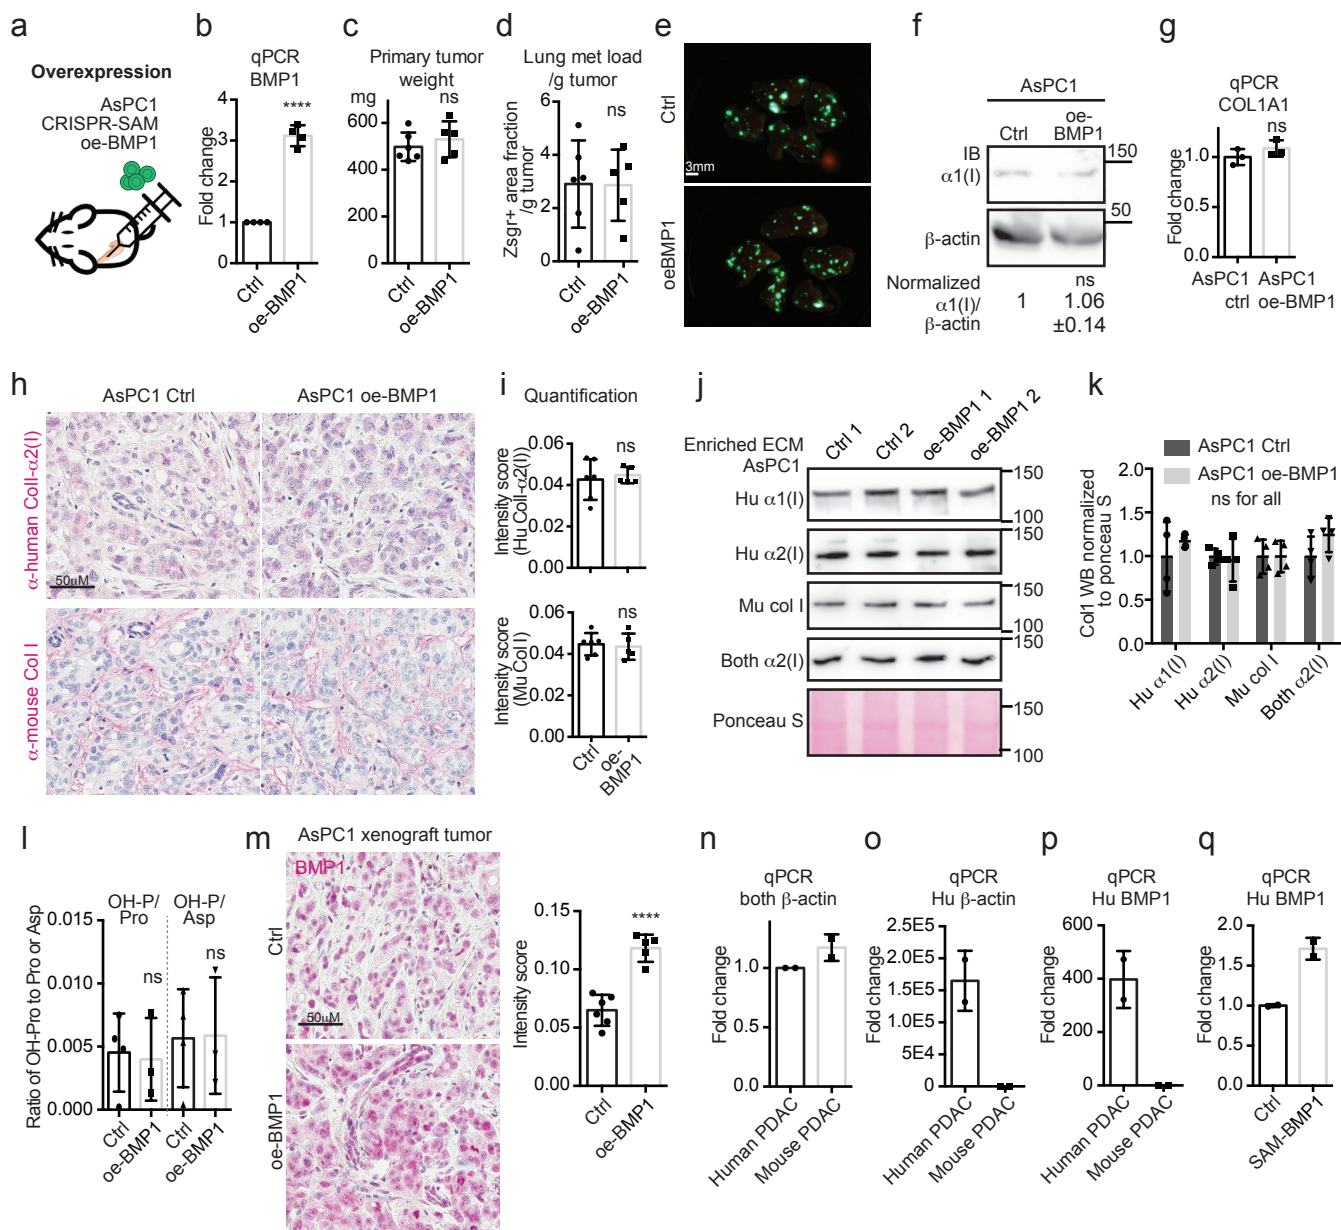 a
Overexpression
AsPC1
CRISPR-SAM
oe-BMP1
b
qPCR
BMP1
Fold change
4
3
2
1
0
****
Ctrl
oe-BMP1
c
Primary tumor
weight
mg
800
600
400
200
0
ns
Ctrl
oe-BMP1
d
Lung met load
/g tumor
Zsgr+ area fraction
/g tumor
6
4
2
0
ns
Ctrl
oe-BMP1
e
Ctrl
3mm
oeBMP1
f
AsPC1
Ctrl
oe-
BMP1
IB
α1(I)
150
50
β-actin
Normalized
α1(I)/
β-actin
1
ns
1.06
±0.14
g
qPCR
COL1A1
Fold change
1.5
1.0
0.5
0.0
ns
AsPC1
ctrl
AsPC1
oe-BMP1
h
AsPC1 Ctrl
AsPC1 oe-BMP1
α-human Coll-α2(I)
50μM
α-mouse Col I
i
Quantification
Intensity score
(Hu Coll-α2(I))
0.06
0.04
0.02
0.00
ns
Intensity score
(Mu Col I)
0.06
0.04
0.02
0.00
ns
Ctrl
oe-
BMP1
j
Enriched ECM
AsPC1
Ctrl 1
Ctrl 2
oe-BMP1 1
oe-BMP1 2
Hu α1(I)
150
100
Hu α2(I)
150
Mu col I
150
100
Both α2(I)
150
Ponceau S
150
100
k
AsPC1 Ctrl
AsPC1 oe-BMP1
ns for all
Col1 WB normalized
to ponceau S
2.0
1.5
1.0
0.5
0.0
Hu α1(I)
Hu α2(I)
Mu col I
Both α2(I)
l
OH-P/
Pro
OH-P/
Asp
Ratio of OH-Pro to Pro or Asp
0.015
0.010
0.005
0.000
ns
ns
Ctrl
oe-BMP1
Ctrl
oe-BMP1
m
AsPC1 xenograft tumor
BMP1
Ctrl
50μM
oe-BMP1
Intensity score
0.15
0.10
0.05
0.00
****
Ctrl
oe-BMP1
n
qPCR
both β-actin
Fold change
1.0
0.5
0.0
Human PDAC
Mouse PDAC
o
qPCR
Hu β-actin
Fold change
2.0E5
1.5E5
1.0E5
5E4
0
Human PDAC
Mouse PDAC
p
qPCR
Hu BMP1
Fold change
600
400
200
0
Human PDAC
Mouse PDAC
q
qPCR
Hu BMP1
Fold change
2.0
1.5
1.0
0.5
0.0
Ctrl
SAM-BMP1